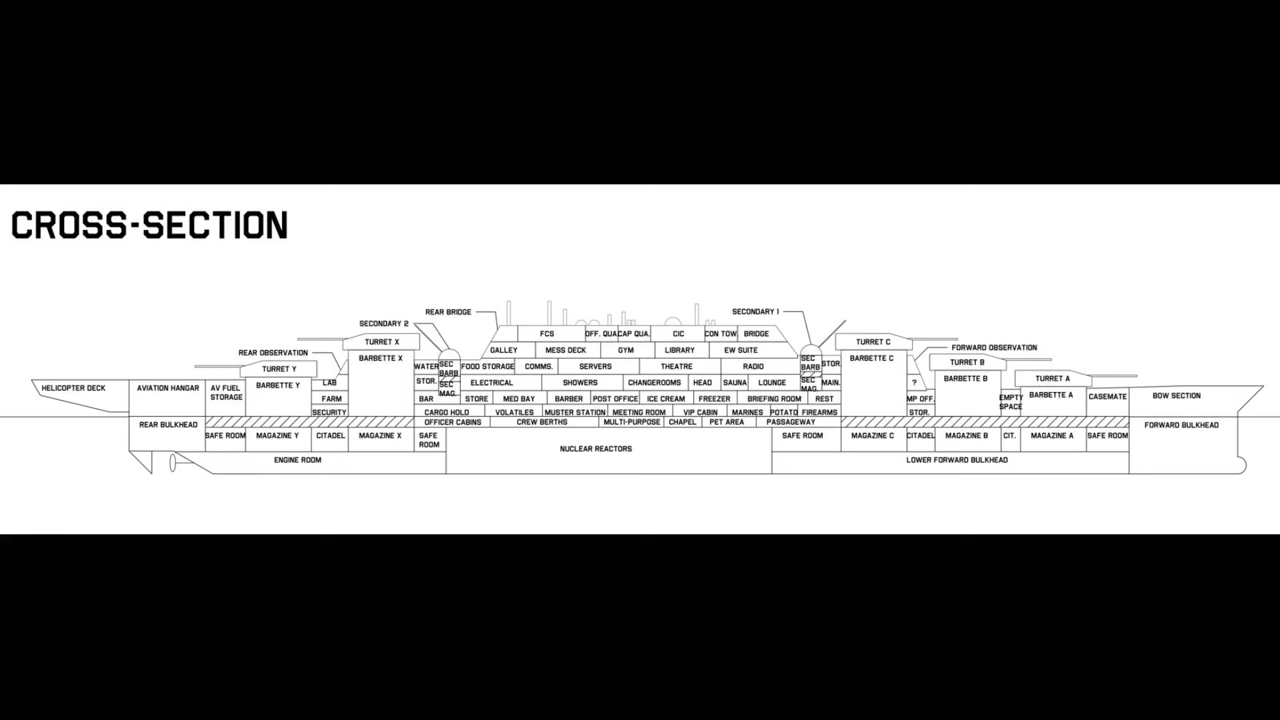 CROSS-SECTION
REAR BRIDGE
SECONDARY 1
SECONDARY 2
FCS
OFF. QUA.
CAP QUA.
CIC
CON TOW.
BRIDGE
TURRET X
TURRET C
REAR OBSERVATION
FORWARD OBSERVATION
GALLEY
MESS DECK
GYM
LIBRARY
EW SUITE
BARBETTE X
BARBETTE C
TURRET Y
TURRET B
WATER
SEC
BARB
FOOD STORAGE
COMMS.
SERVERS
THEATRE
RADIO
SEC
BARB
STOR.
TURRET A
BARBETTE B
HELICOPTER DECK
AVIATION HANGAR
AV FUEL
STORAGE
BARBETTE Y
LAB
STOR.
SEC
MAG.
ELECTRICAL
SHOWERS
CHANGEROOMS
HEAD
SAUNA
LOUNGE
SEC
MAG.
MAIN.
?
FARM
BAR
STORE
MED BAY
BARBER
POST OFFICE
ICE CREAM
FREEZER
BRIEFING ROOM
REST
MP OFF.
EMPTY
SPACE
BARBETTE A
CASEMATE
BOW SECTION
SECURITY
CARGO HOLD
VOLATILES
MUSTER STATION
MEETING ROOM
VIP CABIN
MARINES
POTATO
FIREARMS
STOR.
REAR BULKHEAD
OFFICER CABINS
CREW BERTHS
MULTI-PURPOSE
CHAPEL
PET AREA
PASSAGEWAY
FORWARD BULKHEAD
SAFE ROOM
MAGAZINE Y
CITADEL
MAGAZINE X
SAFE
ROOM
SAFE ROOM
MAGAZINE C
CITADEL
MAGAZINE B
CIT.
MAGAZINE A
SAFE ROOM
NUCLEAR REACTORS
ENGINE ROOM
LOWER FORWARD BULKHEAD